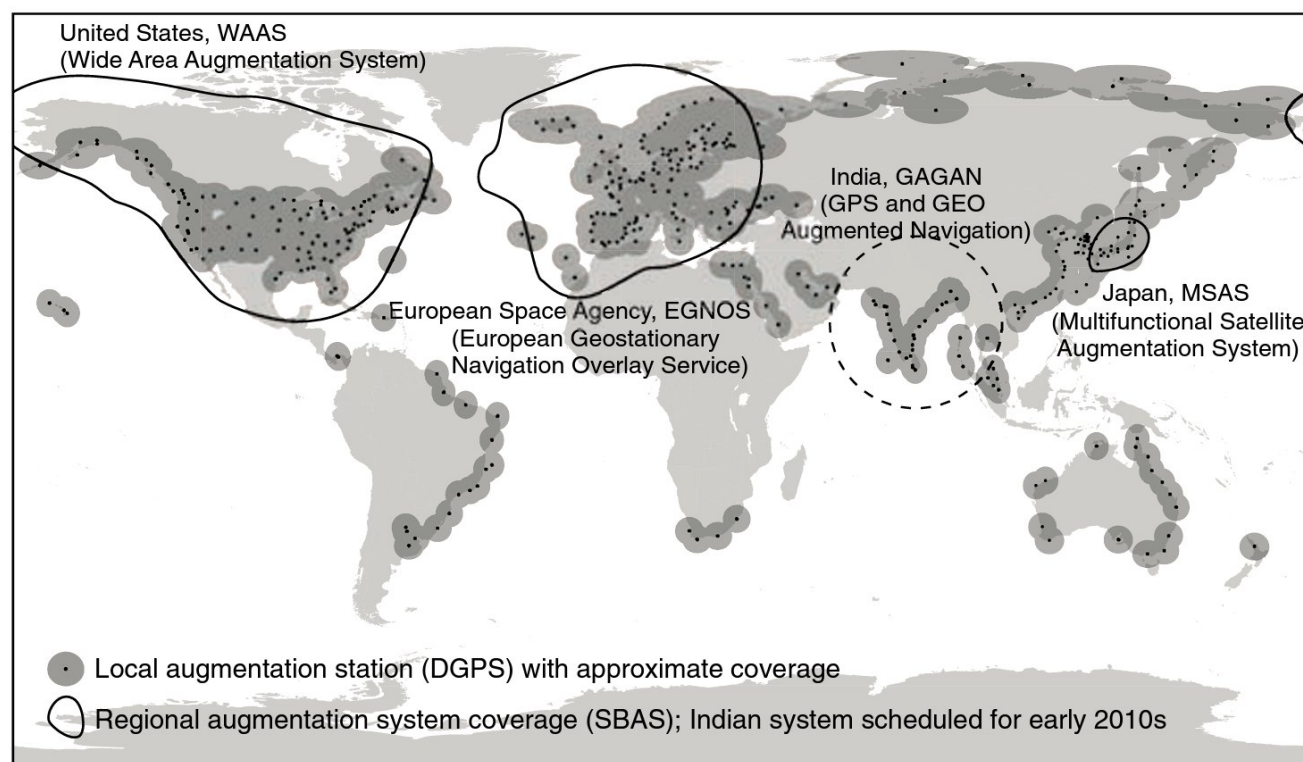 United States, WAAS
(Wide Area Augmentation System)
India, GAGAN
(GPS and GEO
Augmented Navigation)
European Space Agency, EGNOS
(European Geostationary
Navigation Overlay Service)
Japan, MSAS
(Multifunctional Satellite
Augmentation System)
Local augmentation station (DGPS) with approximate coverage
Regional augmentation system coverage (SBAS); Indian system scheduled for early 2010s